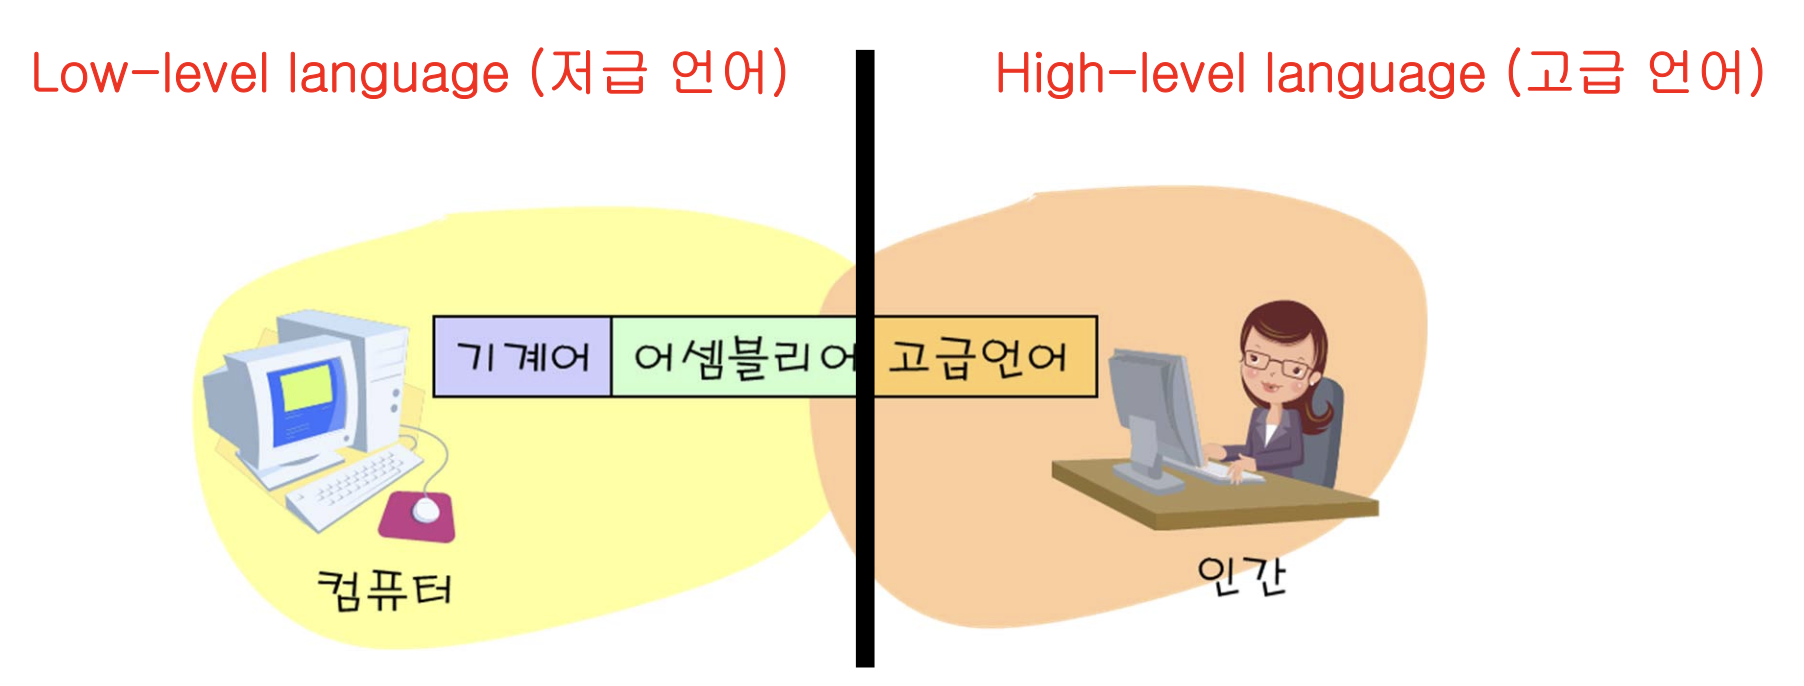 Low-level language (저급 언어)
High-level language (고급 언어)
기계어
어셈블리어
고급언어
컴퓨터
인간